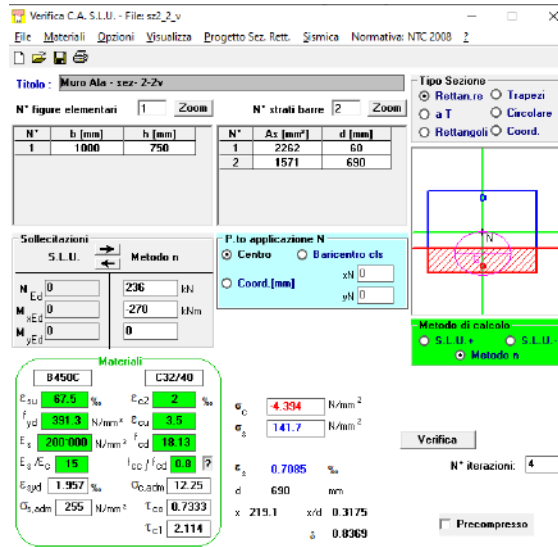 Verifica C.A. S.L.U. - File: sz2_2_v
File Materiali Opzioni Visualizza Progetto Sez. Rett. Sismica Normativa: NTC 2008 ?
Titolo : Muro Ala - sez- 2-2v
N° figure elementari 1 Zoom N° strati barre 2 Zoom
N° b [mm] h [mm]
1 1000 750
N° As [mm²] d [mm]
1 2262 60
2 1571 690
Tipo Sezione
Rettan.re Trapezi
a T Circolare
Rettangoli Coord.
N
Sollecitazioni
S.L.U. Metodo n
N Ed 0 236 kN
M xEd 0 -270 kNm
M yEd 0 0
P.to applicazione N
Centro Baricentro cls
Coord.[mm] xN 0
yN 0
Metodo di calcolo
S.L.U.+ S.L.U.-
Metodo n
Materiali
B450C C32/40
εsu 67.5 ‰ εc2 2 ‰
fyd 391.3 N/mm² εcu 3.5
Es 200'000 N/mm² fcd 18.13
Es/Ec 15 fcc/fcd 0.8 ?
εsyd 1.957 ‰ σc,adm 12.25
σs,adm 255 N/mm² τco 0.7333
τc1 2.114
σc -4.394 N/mm²
σs 141.7 N/mm²
εs 0.7085 ‰
d 690 mm
x 219.1 x/d 0.3175
δ 0.8369
Verifica
N° iterazioni: 4
Precompresso